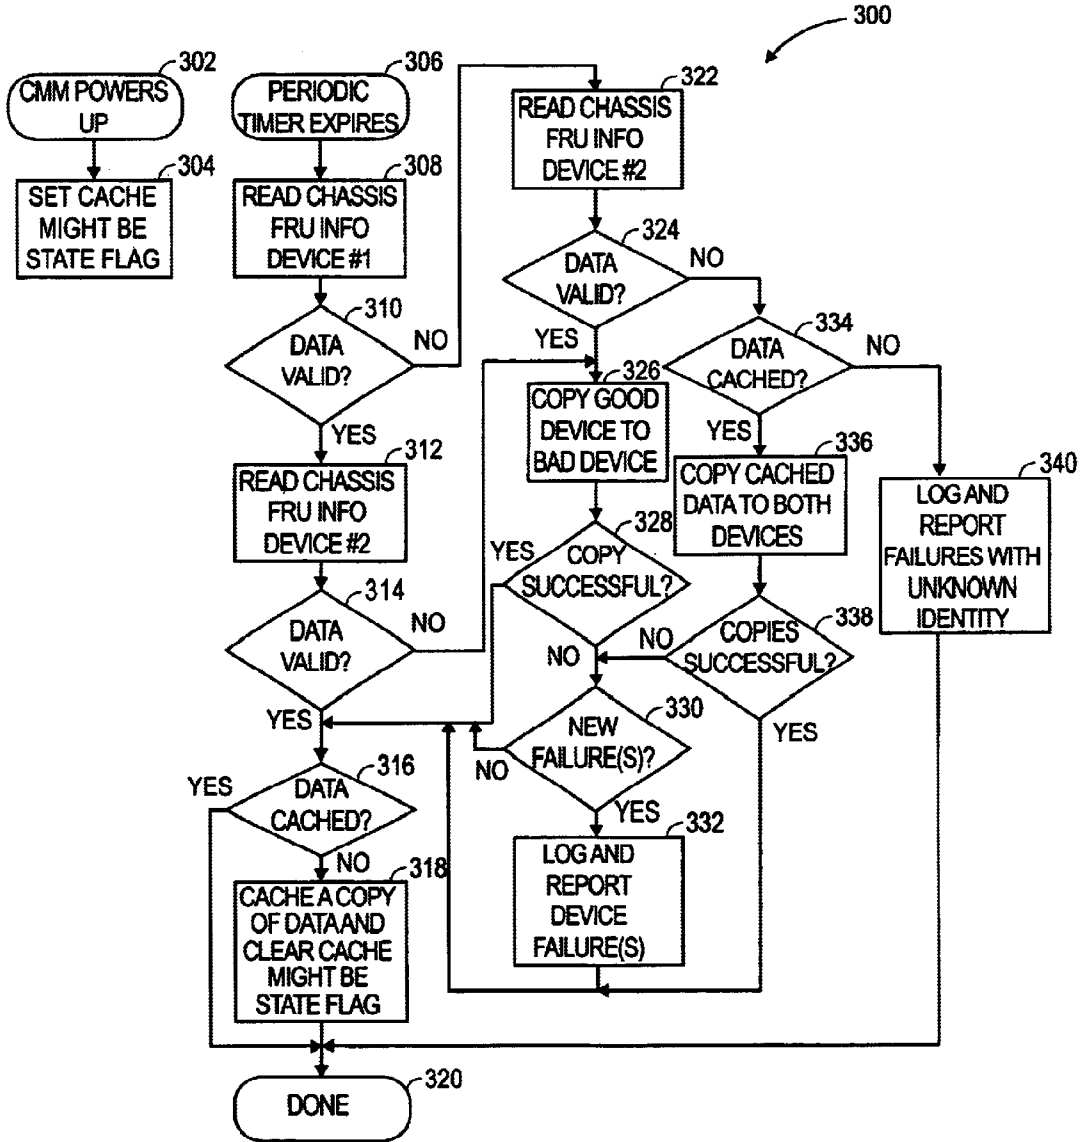 300
302
CMM POWERS
UP
304
SET CACHE
MIGHT BE
STATE FLAG
306
PERIODIC
TIMER EXPIRES
308
READ CHASSIS
FRU INFO
DEVICE #1
310
DATA
VALID?
NO
YES
312
READ CHASSIS
FRU INFO
DEVICE #2
314
DATA
VALID?
NO
YES
316
DATA
CACHED?
YES
NO
318
CACHE A COPY
OF DATA AND
CLEAR CACHE
MIGHT BE
STATE FLAG
320
DONE
322
READ CHASSIS
FRU INFO
DEVICE #2
324
DATA
VALID?
NO
YES
326
COPY GOOD
DEVICE TO
BAD DEVICE
328
COPY
SUCCESSFUL?
YES
NO
330
NEW
FAILURE(S)?
NO
YES
332
LOG AND
REPORT
DEVICE
FAILURE(S)
334
DATA
CACHED?
NO
YES
336
COPY CACHED
DATA TO BOTH
DEVICES
338
COPIES
SUCCESSFUL?
NO
YES
340
LOG AND
REPORT
FAILURES WITH
UNKNOWN
IDENTITY